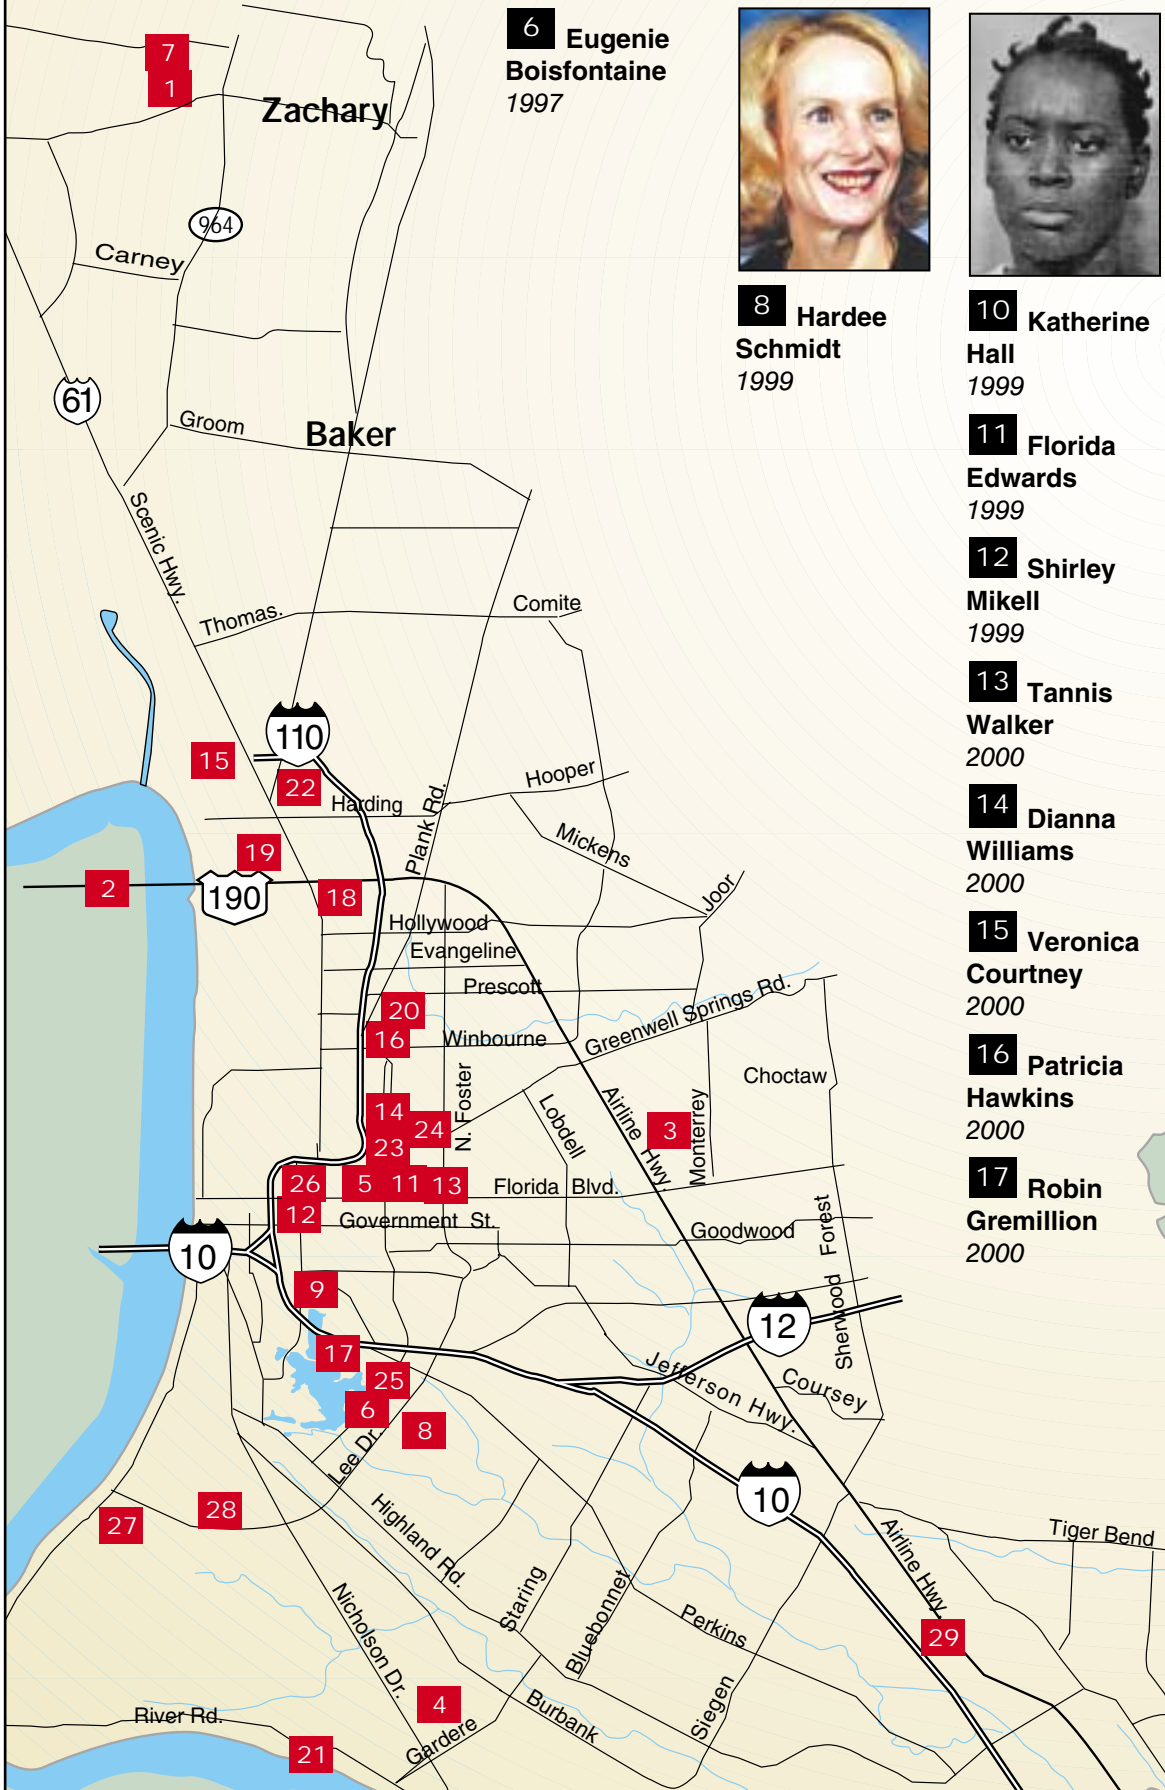 6 Eugenie
Boisfontaine
1997
8 Hardee
Schmidt
1999
10 Katherine
Hall
1999
11 Florida
Edwards
1999
12 Shirley
Mikell
1999
13 Tannis
Walker
2000
14 Dianna
Williams
2000
15 Veronica
Courtney
2000
16 Patricia
Hawkins
2000
17 Robin
Gremillion
2000
7
1
Zachary
964
Carney
61
Groom
Baker
Scenic Hwy.
Thomas.
Comite
110
15
22
Harding
Plank Rd.
Hooper
Mickens
19
2
190
18
Joor
Hollywood
Evangeline
Prescott
20
16
Winbourne
Greenwell Springs Rd.
Choctaw
N. Foster
14
24
23
Lobdell
Airline Hwy.
3
Monterrey
26
5
11
13
Florida Blvd.
12
Government St.
Goodwood
Sherwood Forest
10
9
12
17
25
6
8
Lee Dr.
Jefferson Hwy.
Coursey
10
27
28
Highland Rd.
Airline Hwy
Tiger Bend
Staring
Bluebonnet
Perkins
29
Nicholson Dr.
4
Siegen
River Rd.
Burbank
Gardere
21